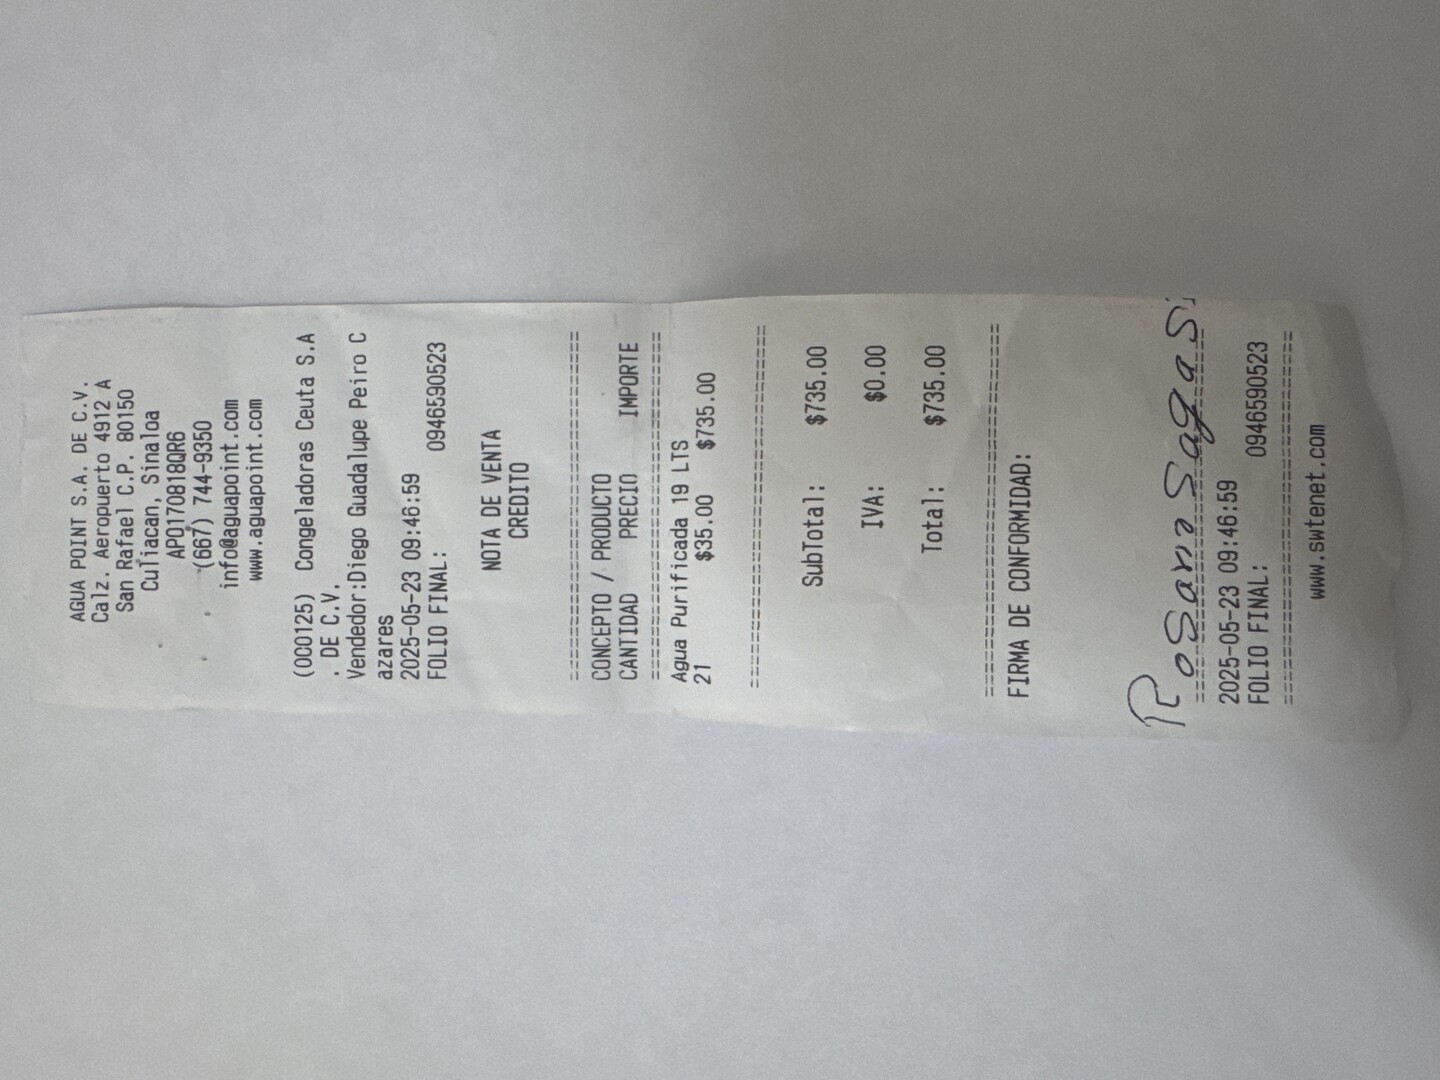 AGUA POINT S.A. DE C.V.
Calz. Aeropuerto 4912 A
San Rafael C.P. 80150
Culiacan, Sinaloa
APO170818QR6
(667) 744-9350
info@aguapoint.com
www.aguapoint.com
(000125) Congeladoras Ceuta S.A
. DE C.V.
Vendedor:Diego Guadalupe Peiro C
azares
2025-05-23 09:46:59
FOLIO FINAL: 0946590523
NOTA DE VENTA
CREDITO
================================
CONCEPTO / PRODUCTO
CANTIDAD PRECIO IMPORTE
================================
Agua Purificada 19 LTS
21 $35.00 $735.00
================================
SubTotal: $735.00
IVA: $0.00
Total: $735.00
================================
FIRMA DE CONFORMIDAD:
Rosana Saga S.
================================
2025-05-23 09:46:59
FOLIO FINAL: 0946590523
================================
www.swtenet.com